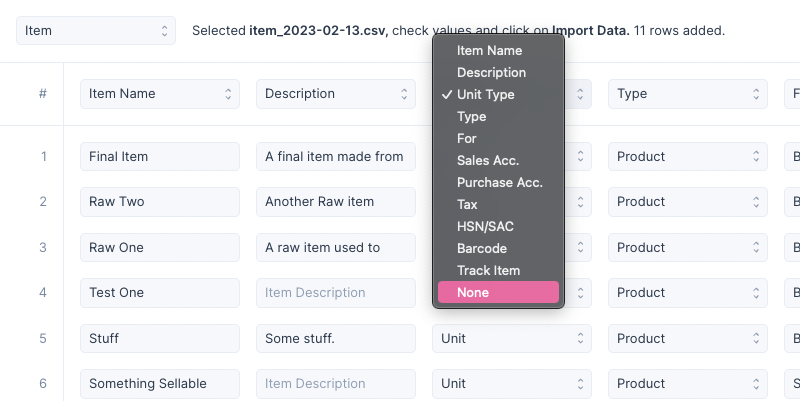 Item Selected item_2023-02-13.csv, check values and click on Import Data. 11 rows added.
# Item Name Description Type F
Item Name
Description
✓ Unit Type
Type
For
Sales Acc.
Purchase Acc.
Tax
HSN/SAC
Barcode
Track Item
None
1 Final Item A final item made from Product B
2 Raw Two Another Raw item Product B
3 Raw One A raw item used to Product B
4 Test One Item Description Product B
5 Stuff Some stuff. Unit Product B
6 Something Sellable Item Description Unit Product S